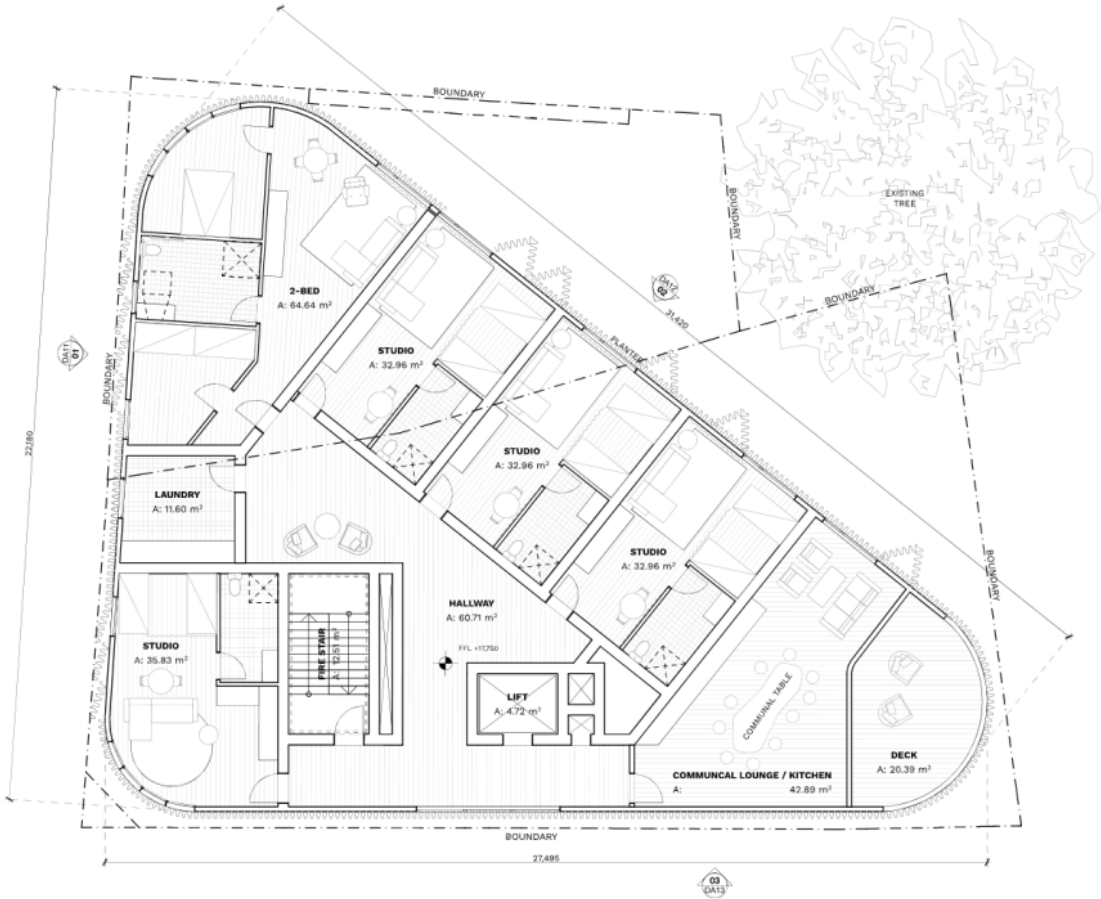 BOUNDARY
EXISTING
TREE
BOUNDARY
DA12
02
31,420
BOUNDARY
PLANTER
2-BED
A: 64.64 m²
DA11
01
BOUNDARY
22,180
STUDIO
A: 32.96 m²
STUDIO
A: 32.96 m²
STUDIO
A: 32.96 m²
LAUNDRY
A: 11.60 m²
HALLWAY
A: 60.71 m²
FFL +17,750
FIRE STAIR
A: 12.51 m²
STUDIO
A: 35.83 m²
LIFT
A: 4.72 m²
COMMUNAL TABLE
COMMUNCAL LOUNGE / KITCHEN
A: 42.89 m²
DECK
A: 20.39 m²
BOUNDARY
BOUNDARY
27,495
03
DA13